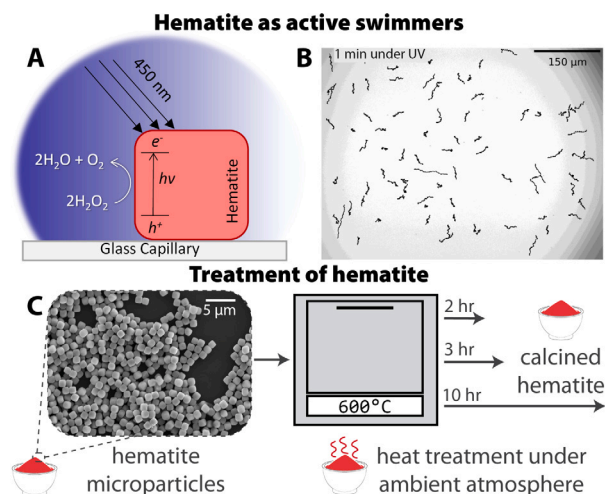 Hematite as active swimmers
A
450 nm
e⁻
hν
h⁺
Hematite
2H₂O + O₂
2H₂O₂
Glass Capillary
B
1 min under UV
150 µm
Treatment of hematite
C
5 µm
hematite
microparticles
600°C
2 hr
3 hr
10 hr
calcined
hematite
heat treatment under
ambient atmosphere